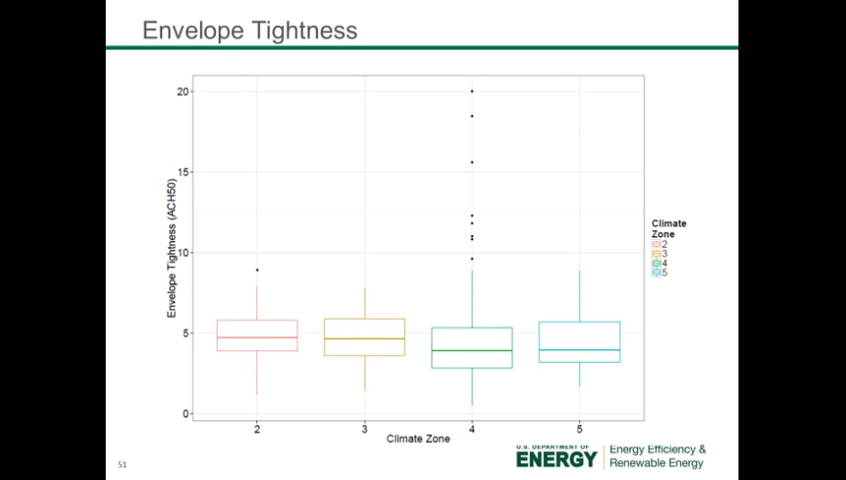 Envelope Tightness
20
15
10
5
0
Envelope Tightness (ACH50)
2
3
4
5
Climate Zone
Climate
Zone
2
3
4
5
51
U.S. DEPARTMENT OF
ENERGY
Energy Efficiency &
Renewable Energy